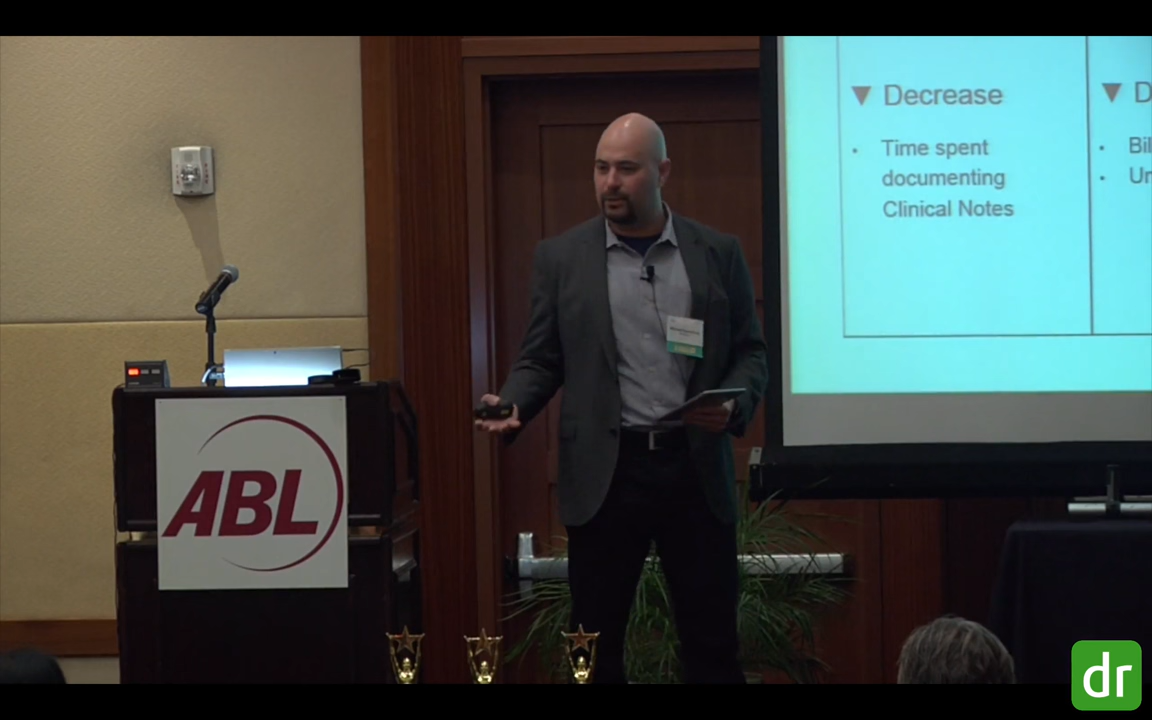 ▼ Decrease
• Time spent
documenting
Clinical Notes
ABL
dr